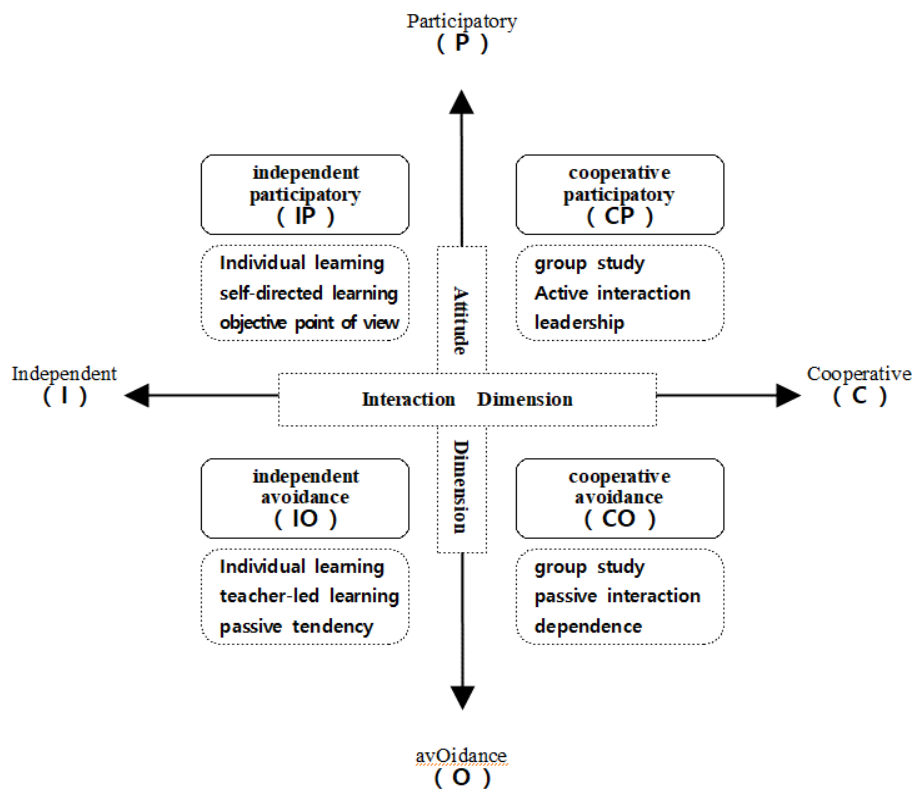 Participatory
( P )
independent
participatory
( IP )
cooperative
participatory
( CP )
Individual learning
self-directed learning
objective point of view
group study
Active interaction
leadership
Attitude
Independent
( I )
Interaction Dimension
Cooperative
( C )
Dimension
independent
avoidance
( IO )
cooperative
avoidance
( CO )
Individual learning
teacher-led learning
passive tendency
group study
passive interaction
dependence
avOidance
( O )